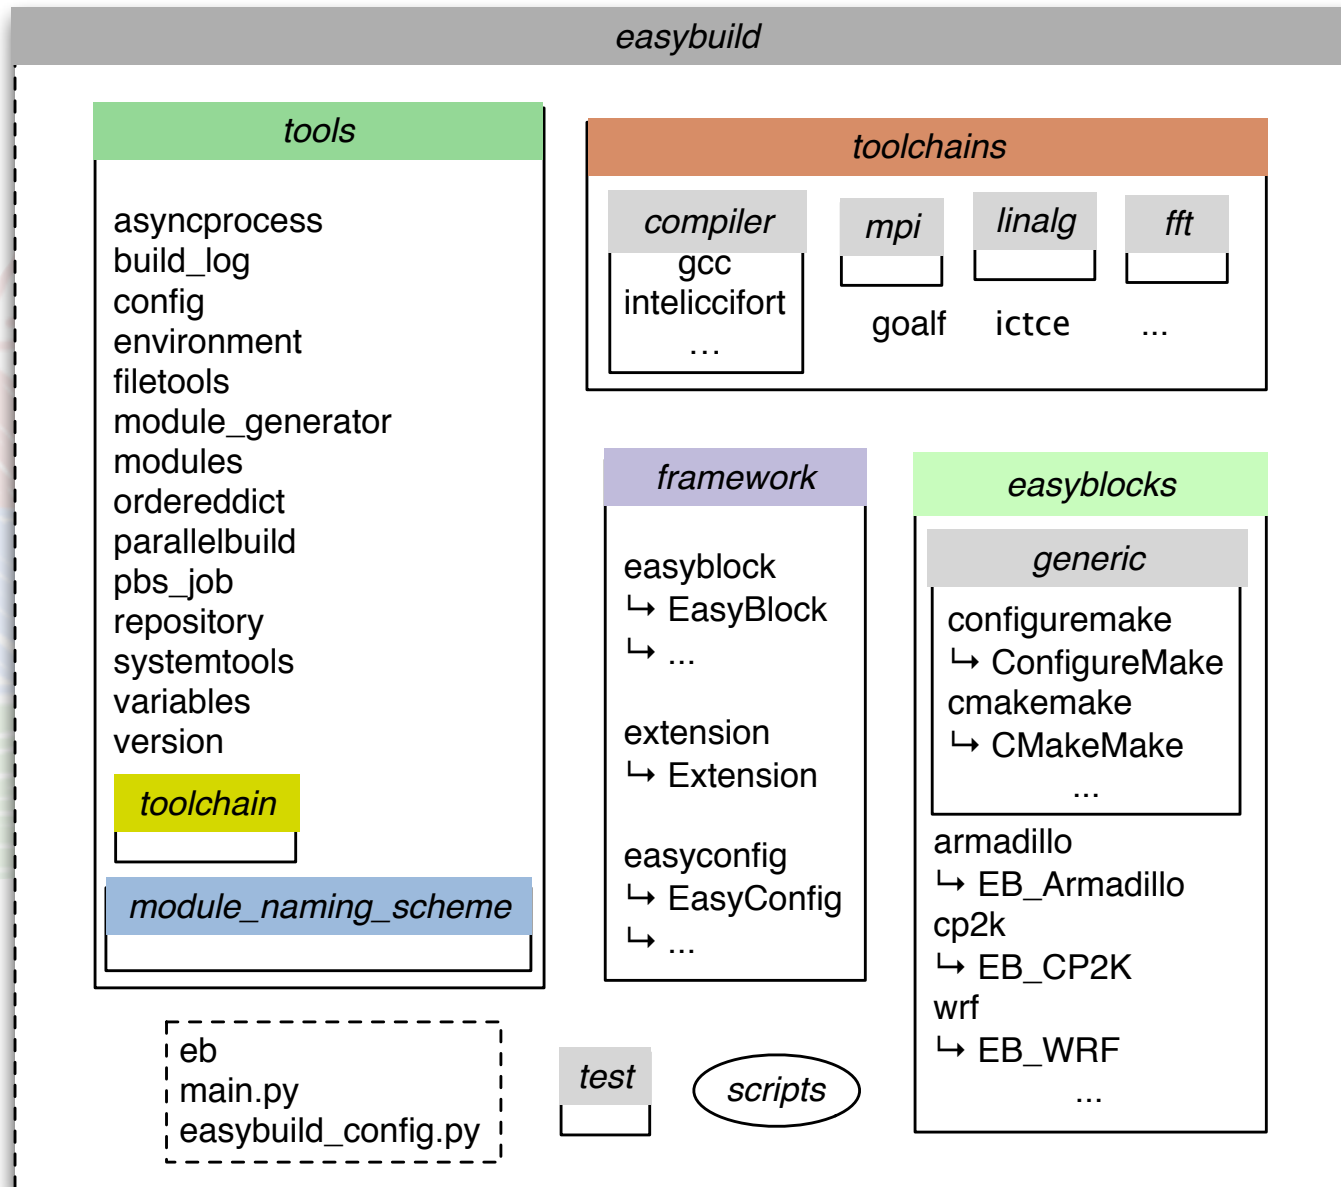 easybuild
tools
asyncprocess
build_log
config
environment
filetools
module_generator
modules
ordereddict
parallelbuild
pbs_job
repository
systemtools
variables
version
toolchain
module_naming_scheme
toolchains
compiler
gcc
inteliccifort
...
mpi
linalg
fft
goalf ictce ...
framework
easyblock
↳ EasyBlock
↳ ...
extension
↳ Extension
easyconfig
↳ EasyConfig
↳ ...
easyblocks
generic
configuremake
↳ ConfigureMake
cmakemake
↳ CMakeMake
...
armadillo
↳ EB_Armadillo
cp2k
↳ EB_CP2K
wrf
↳ EB_WRF
...
eb
main.py
easybuild_config.py
test
scripts